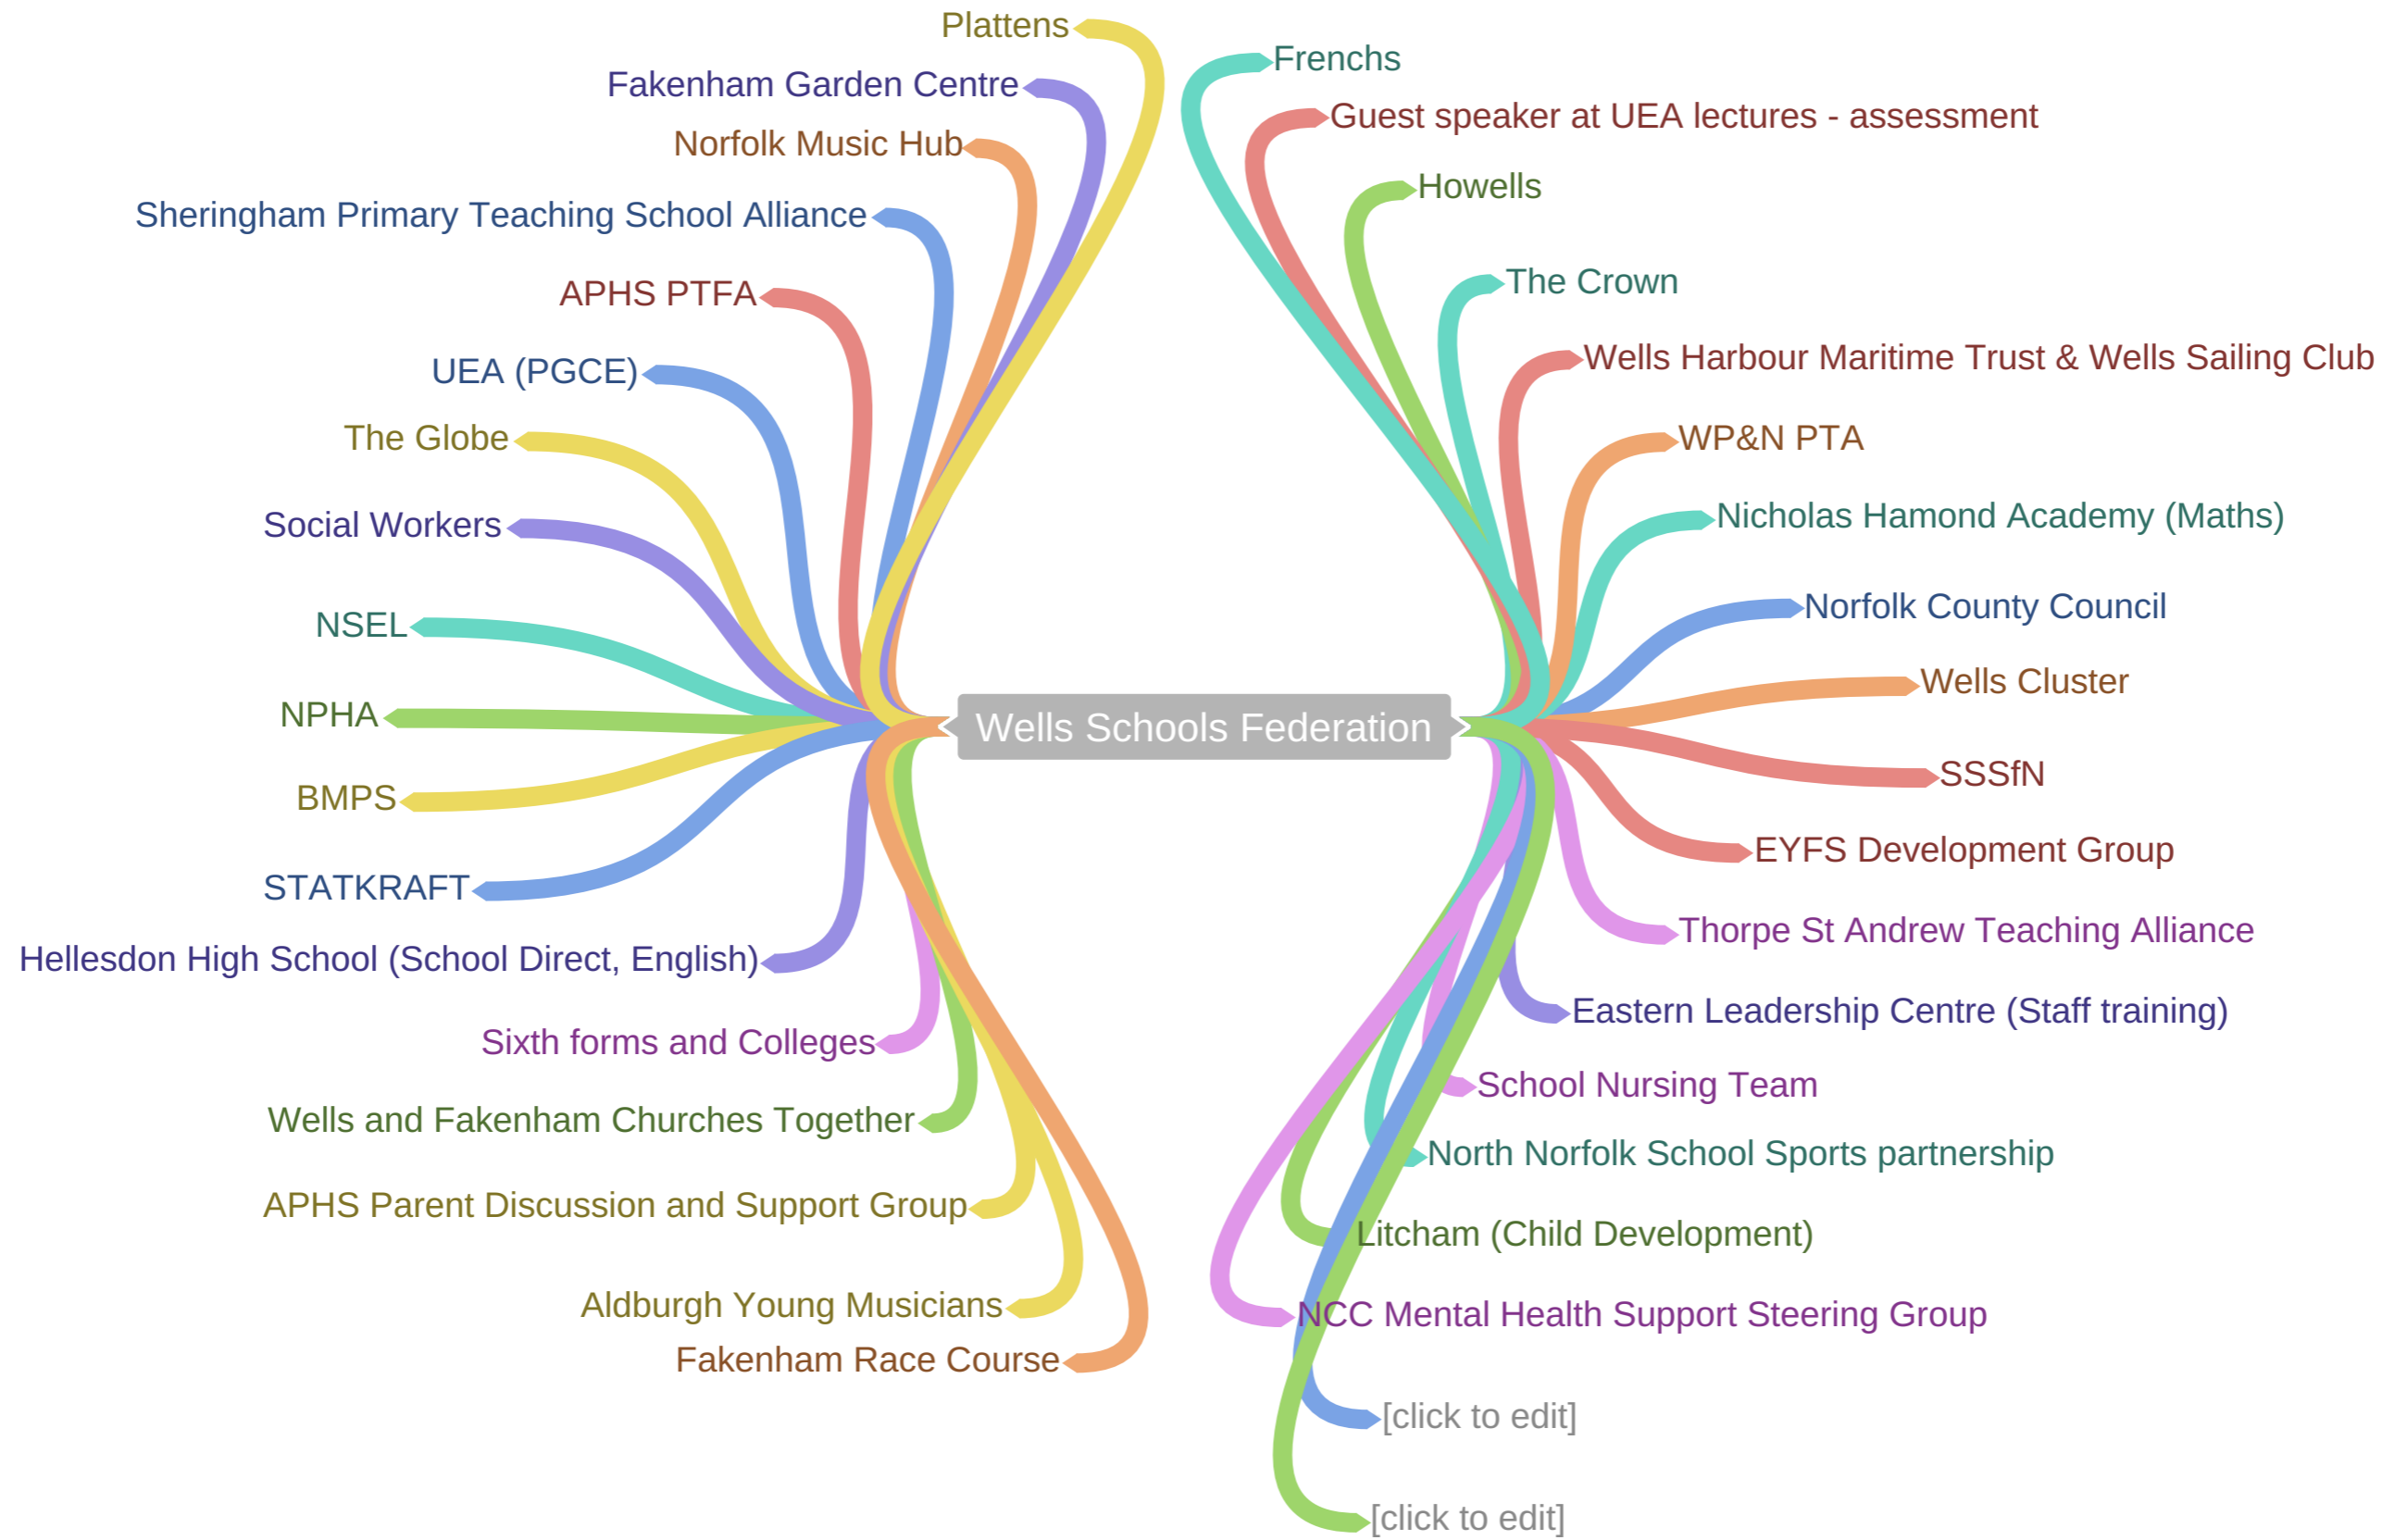 Plattens
Fakenham Garden Centre
Norfolk Music Hub
Sheringham Primary Teaching School Alliance
APHS PTFA
UEA (PGCE)
The Globe
Social Workers
NSEL
NPHA
BMPS
STATKRAFT
Hellesdon High School (School Direct, English)
Sixth forms and Colleges
Wells and Fakenham Churches Together
APHS Parent Discussion and Support Group
Aldburgh Young Musicians
Fakenham Race Course
Wells Schools Federation
Frenchs
Guest speaker at UEA lectures - assessment
Howells
The Crown
Wells Harbour Maritime Trust & Wells Sailing Club
WP&N PTA
Nicholas Hamond Academy (Maths)
Norfolk County Council
Wells Cluster
SSSfN
EYFS Development Group
Thorpe St Andrew Teaching Alliance
Eastern Leadership Centre (Staff training)
School Nursing Team
North Norfolk School Sports partnership
Litcham (Child Development)
NCC Mental Health Support Steering Group
[click to edit]
[click to edit]